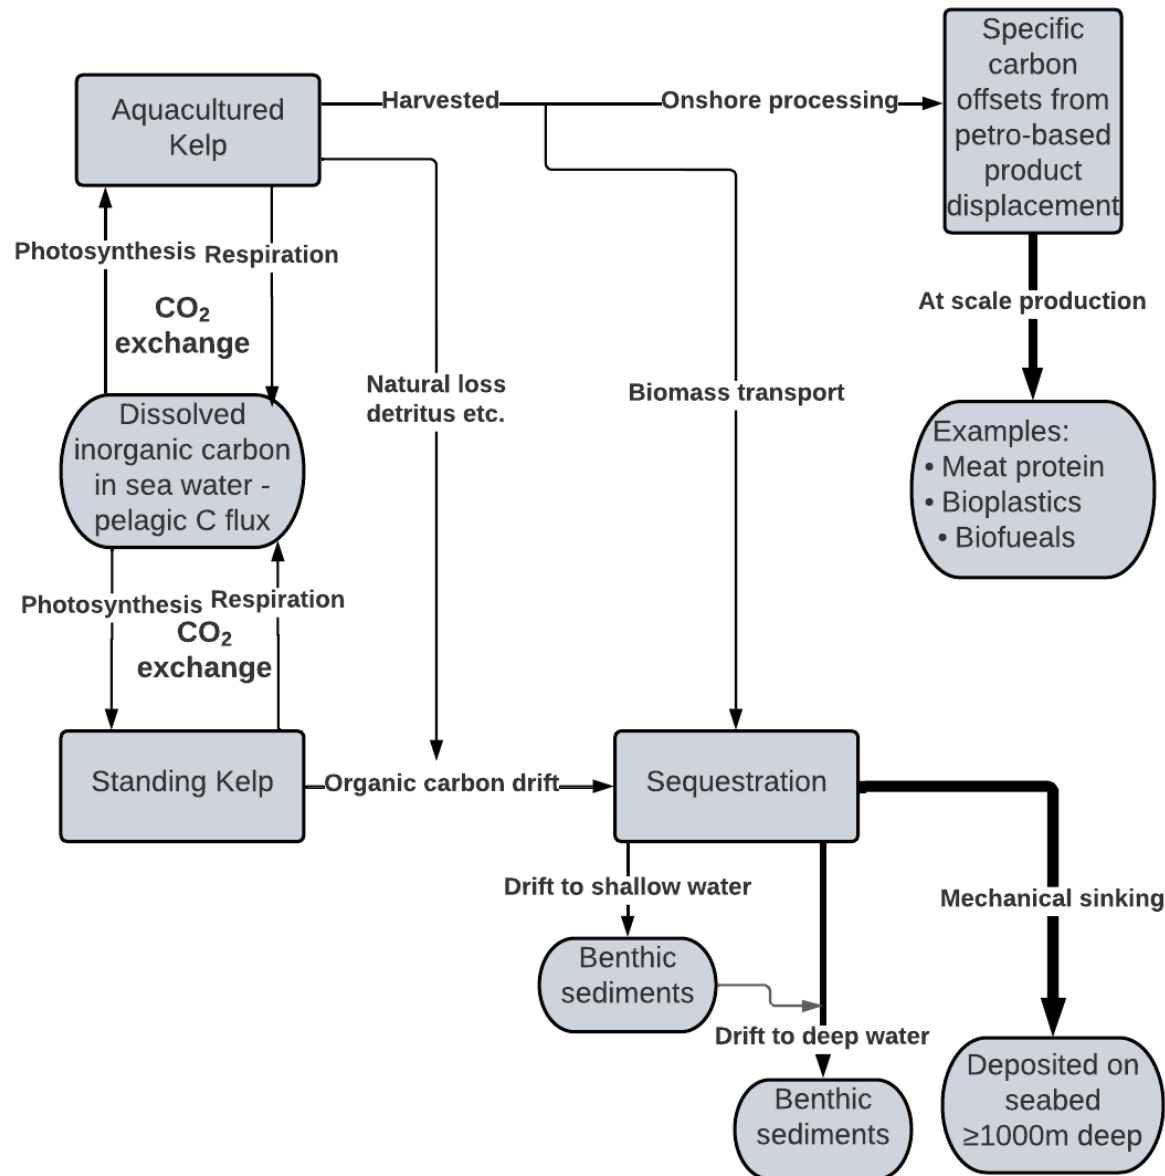 Specific
carbon
offsets from
petro-based
product
displacement
Aquacultured
Kelp
Harvested
Onshore processing
Photosynthesis
Respiration
CO₂
exchange
At scale production
Natural loss
detritus etc.
Biomass transport
Dissolved
inorganic carbon
in sea water -
pelagic C flux
Examples:
• Meat protein
• Bioplastics
• Biofueals
Photosynthesis
Respiration
CO₂
exchange
Standing Kelp
Organic carbon drift
Sequestration
Drift to shallow water
Mechanical sinking
Benthic
sediments
Drift to deep water
Benthic
sediments
Deposited on
seabed
≥1000m deep